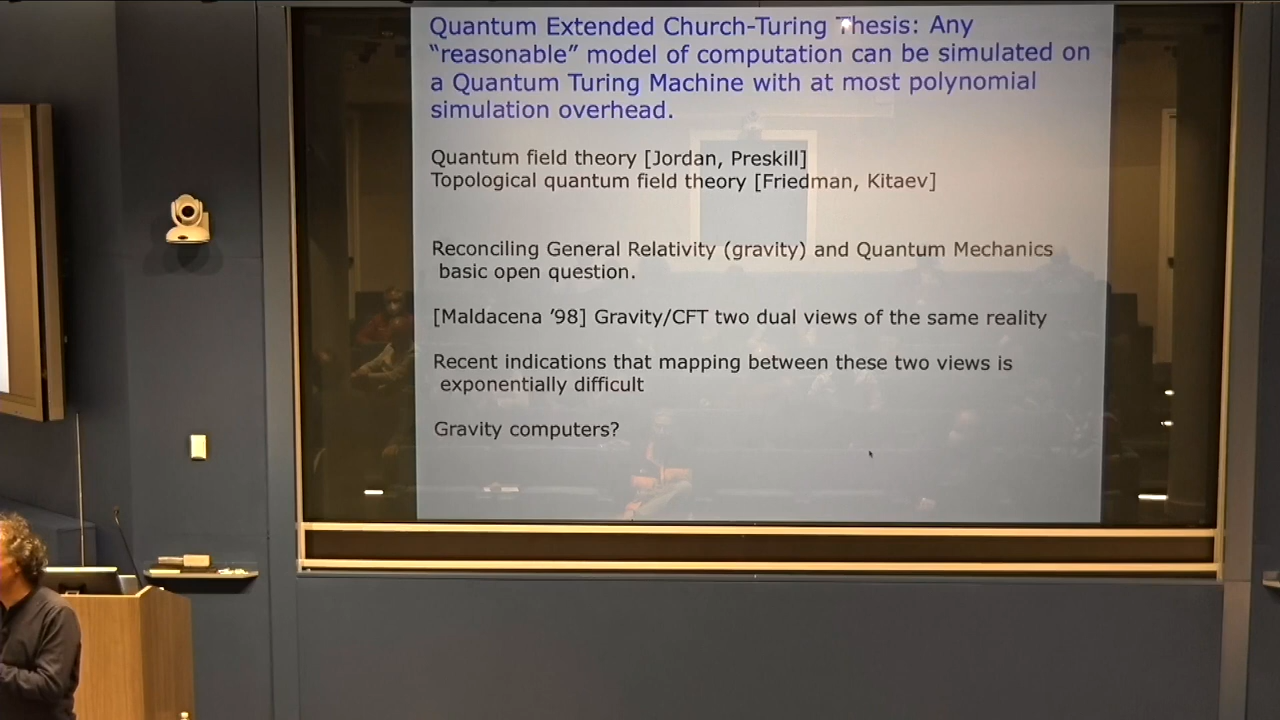 Quantum Extended Church-Turing Thesis: Any
“reasonable” model of computation can be simulated on
a Quantum Turing Machine with at most polynomial
simulation overhead.
Quantum field theory [Jordan, Preskill]
Topological quantum field theory [Friedman, Kitaev]
Reconciling General Relativity (gravity) and Quantum Mechanics
basic open question.
[Maldacena ’98] Gravity/CFT two dual views of the same reality
Recent indications that mapping between these two views is
exponentially difficult
Gravity computers?